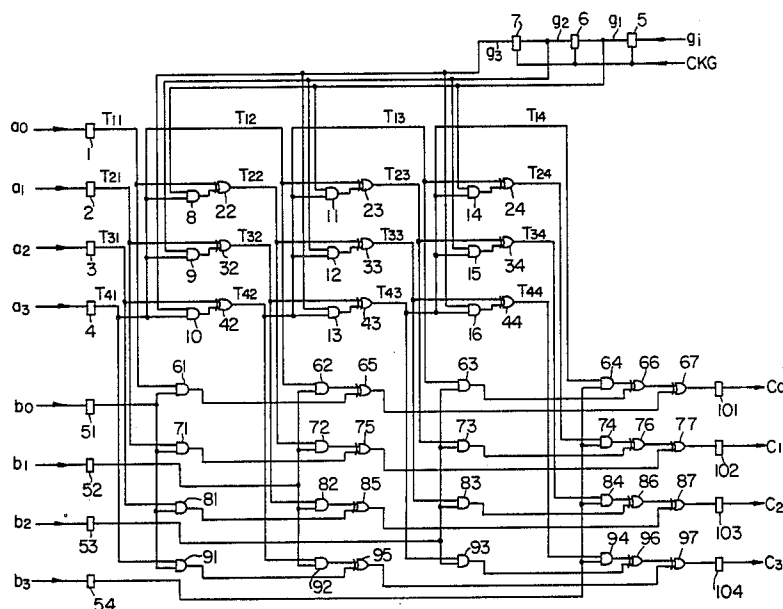 7 g2 6 g1 5
g3 gi
CKG
a0 T11 T12 T13 T14
1
a1 T21 T22 T23 T24
2 8 22 11 23 14 24
a2 T31 T32 T33 T34
3 9 32 12 33 15 34
a3 T41 T42 T43 T44
4 10 42 13 43 16 44
61 62 65 63 64 66 67
b0 C0
51 71 72 75 73 74 76 77 101
b1 C1
52 81 82 85 83 84 86 87 102
b2 C2
53 91 95 93 94 96 97 103
b3 92 C3
54 104